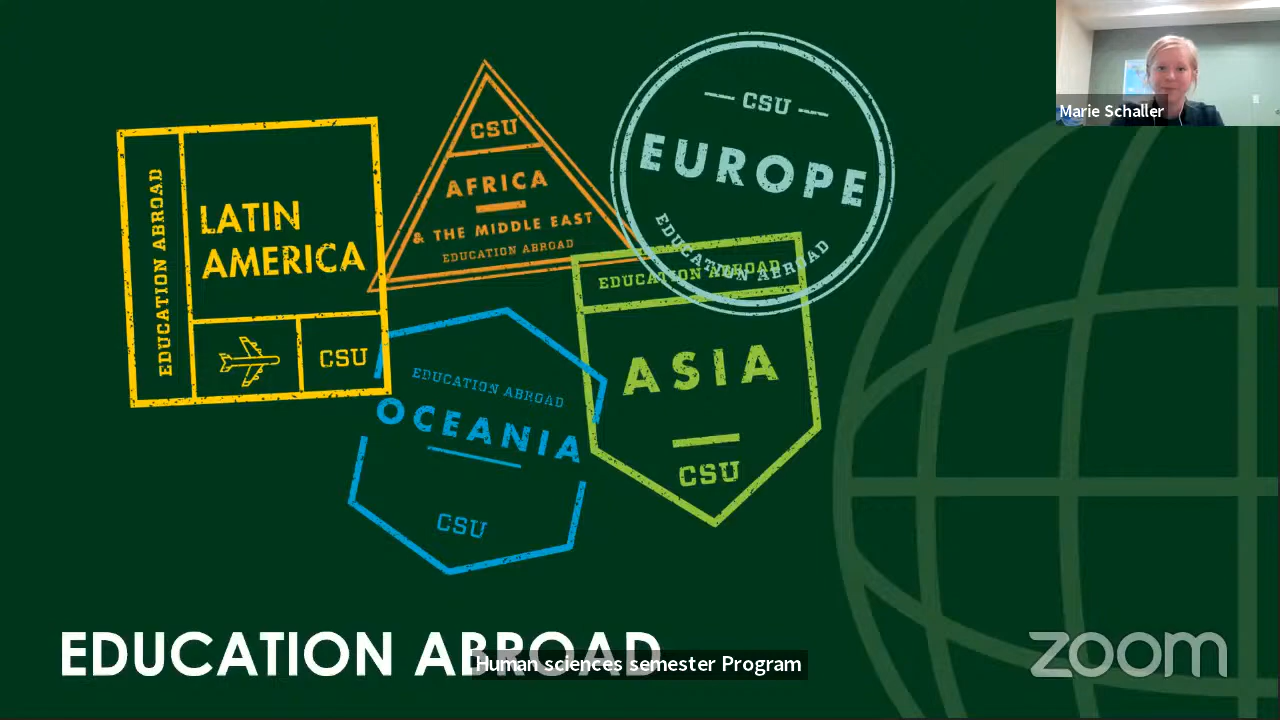 Marie Schaller
EDUCATION ABROAD
LATIN
AMERICA
CSU
CSU
AFRICA
& THE MIDDLE EAST
EDUCATION ABROAD
CSU
EUROPE
EDUCATION ABROAD
EDUCATION ABROAD
ASIA
CSU
EDUCATION ABROAD
OCEANIA
CSU
EDUCATION ABROAD
Human sciences semester Program
zoom